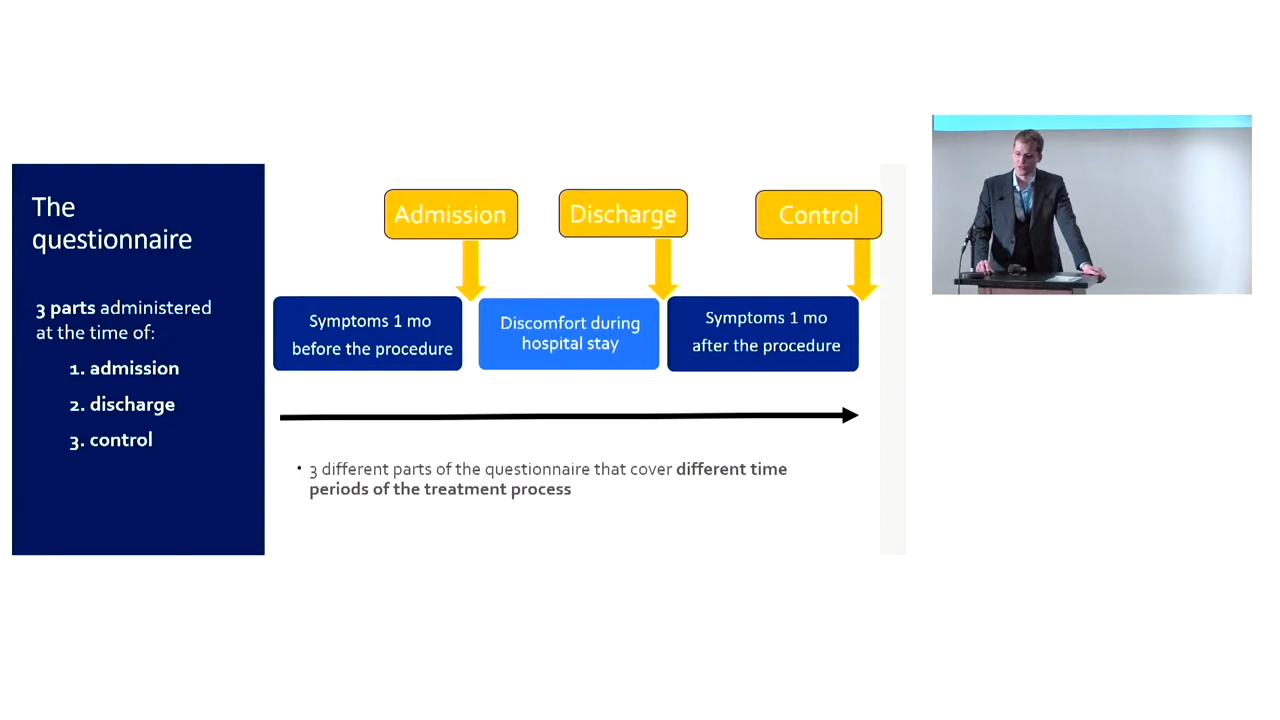 The
questionnaire
3 parts administered
at the time of:
1. admission
2. discharge
3. control
Admission
Discharge
Control
Symptoms 1 mo
before the procedure
Discomfort during
hospital stay
Symptoms 1 mo
after the procedure
• 3 different parts of the questionnaire that cover different time
periods of the treatment process